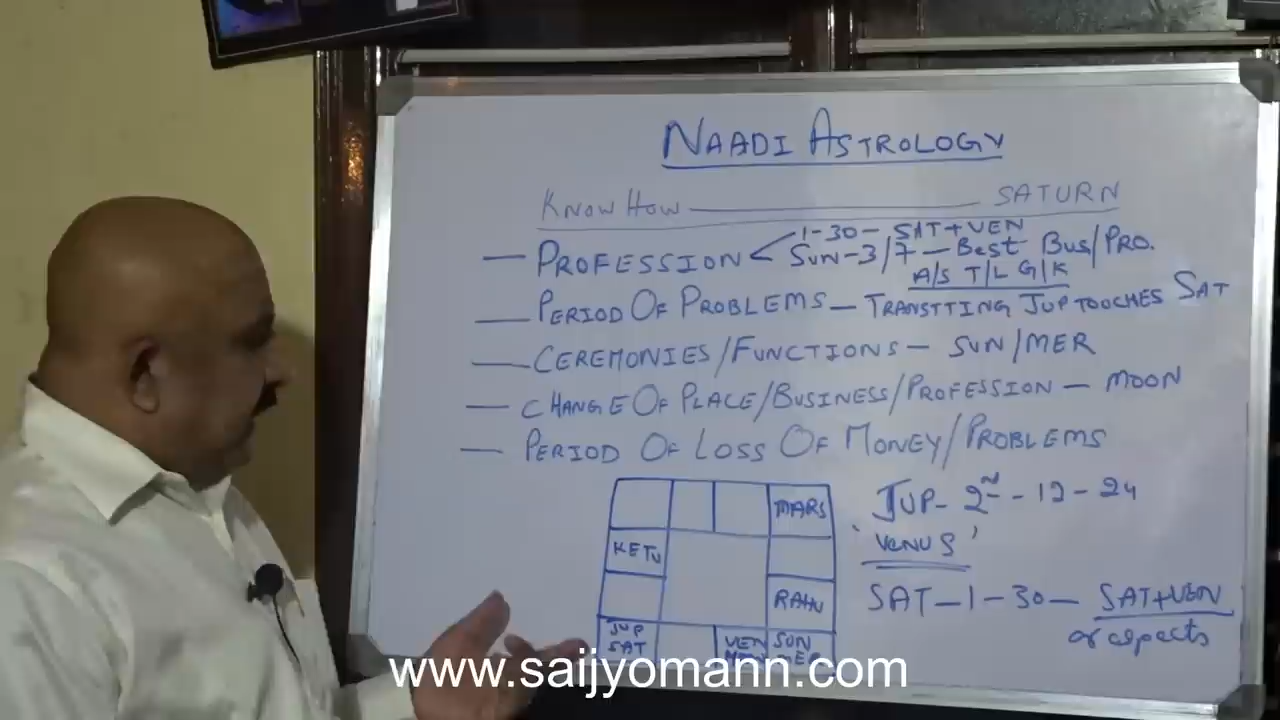 NAADI ASTROLOGY
KNOW HOW ——————— SATURN
— PROFESSION < 1-30- SAT+VEN
SUN-3/7-BEST BUS/PRO.
A/S T/L G/K
— PERIOD OF PROBLEMS - TRANSTTING JUP TOUCHES SAT
— CEREMONIES/FUNCTIONS - SUN/MER
— CHANGE OF PLACE/BUSINESS/PROFESSION - MOON
— PERIOD OF LOSS OF MONEY/PROBLEMS
MARS
KETU
RAHU
JUP
SAT
VEN
SUN
MER
JUP- 2nd - 12 - 24
'VENUS'
SAT-1-30- SAT+VEN
or aspects
www.saijyomann.com